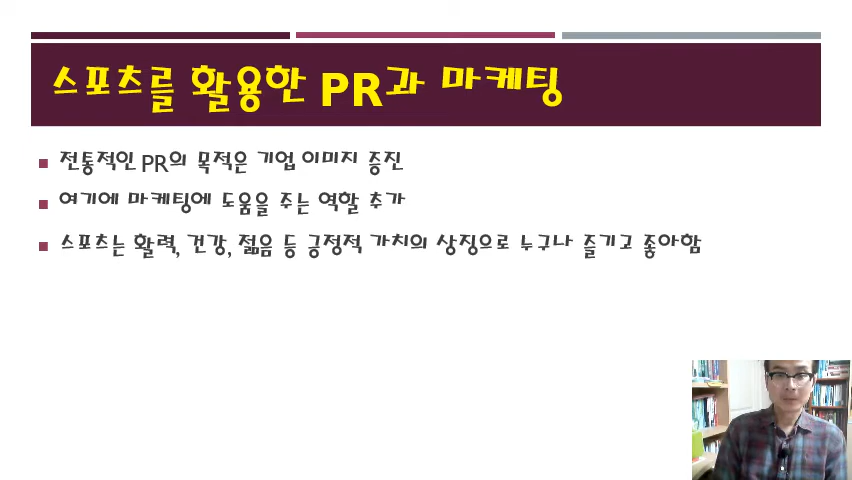 스포츠를 활용한 PR과 마케팅
전통적인 PR의 목적은 기업 이미지 증진
여기에 마케팅에 도움을 주는 역할 추가
스포츠는 활력, 건강, 젊음 등 긍정적 가치의 상징으로 누구나 즐기고 좋아함